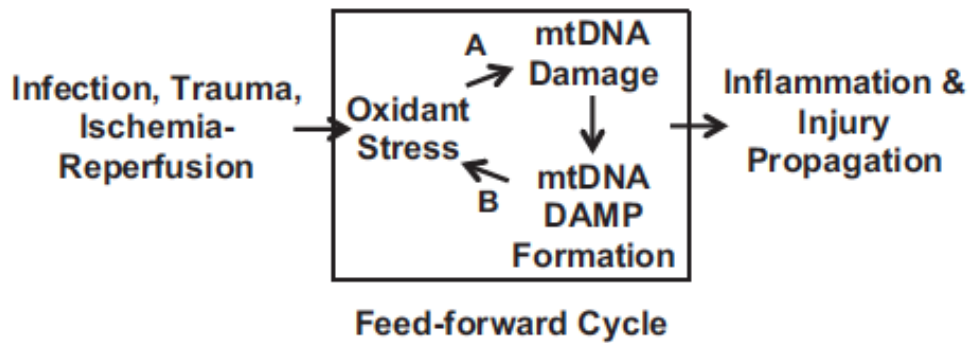 Infection, Trauma,
Ischemia-
Reperfusion
Oxidant
Stress
A
mtDNA
Damage
mtDNA
DAMP
Formation
B
Inflammation &
Injury
Propagation
Feed-forward Cycle